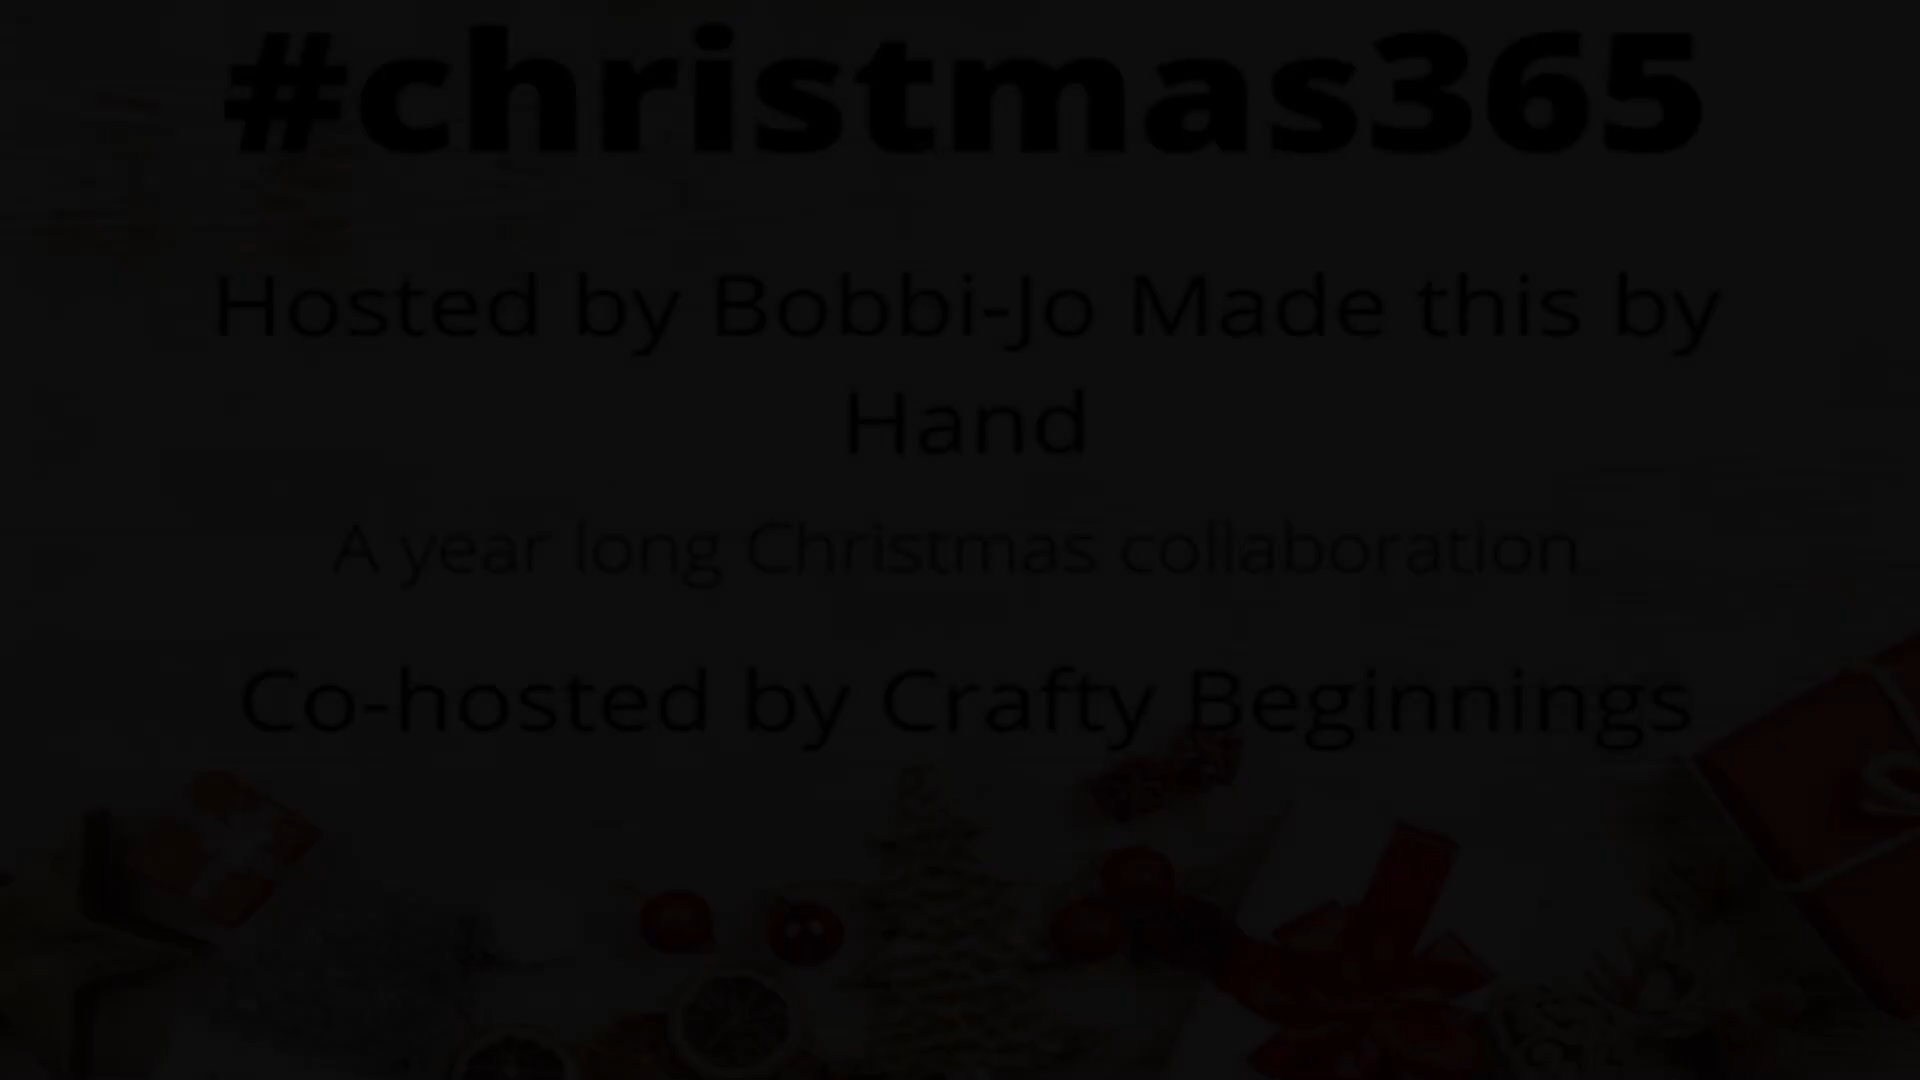 #christmas365
Hosted by Bobbi-Jo Made this by
Hand
A year long Christmas collaboration
Co-hosted by Crafty Beginnings